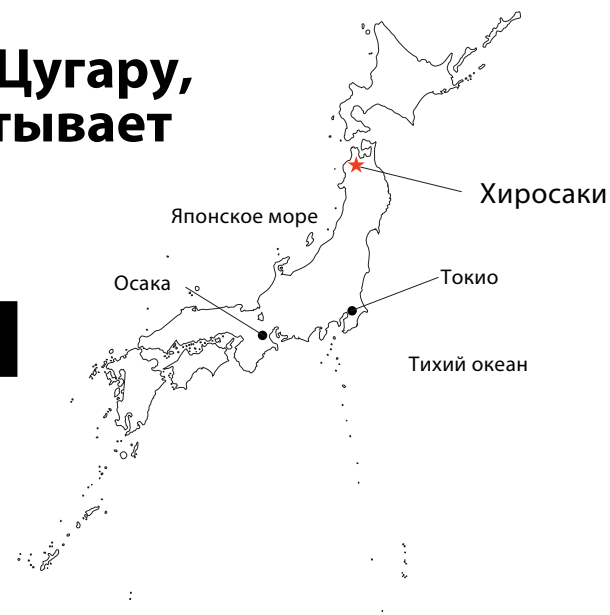 Цугару,
тывает
Хиросаки
Японское море
Токио
Осака
Тихий океан